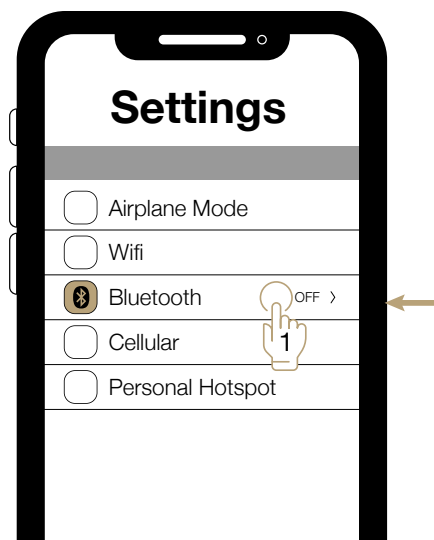 Settings
Airplane Mode
Wifi
Bluetooth OFF >
Cellular
1
Personal Hotspot